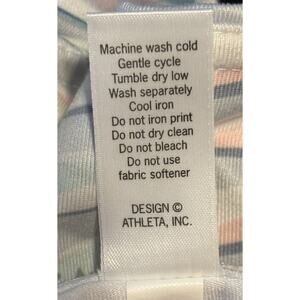 Machine wash cold
Gentle cycle
Tumble dry low
Wash separately
Cool iron
Do not iron print
Do not dry clean
Do not bleach
Do not use
fabric softener
DESIGN ©
ATHLETA, INC.